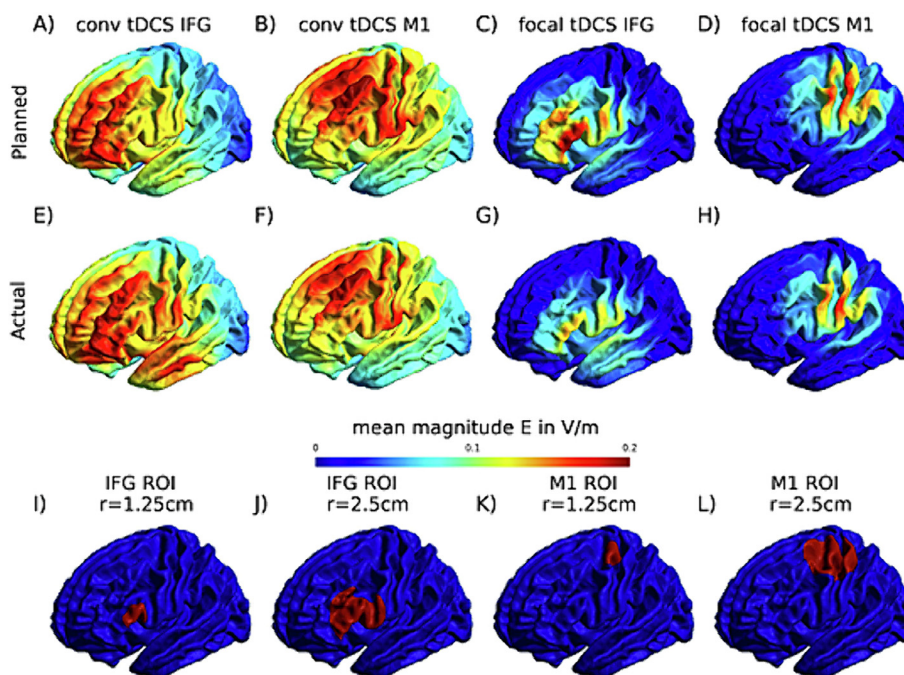 A) conv tDCS IFG B) conv tDCS M1 C) focal tDCS IFG D) focal tDCS M1
Planned
E) F) G) H)
Actual
mean magnitude E in V/m
0 0.1 0.2
IFG ROI IFG ROI M1 ROI M1 ROI
I) r=1.25cm J) r=2.5cm K) r=1.25cm L) r=2.5cm